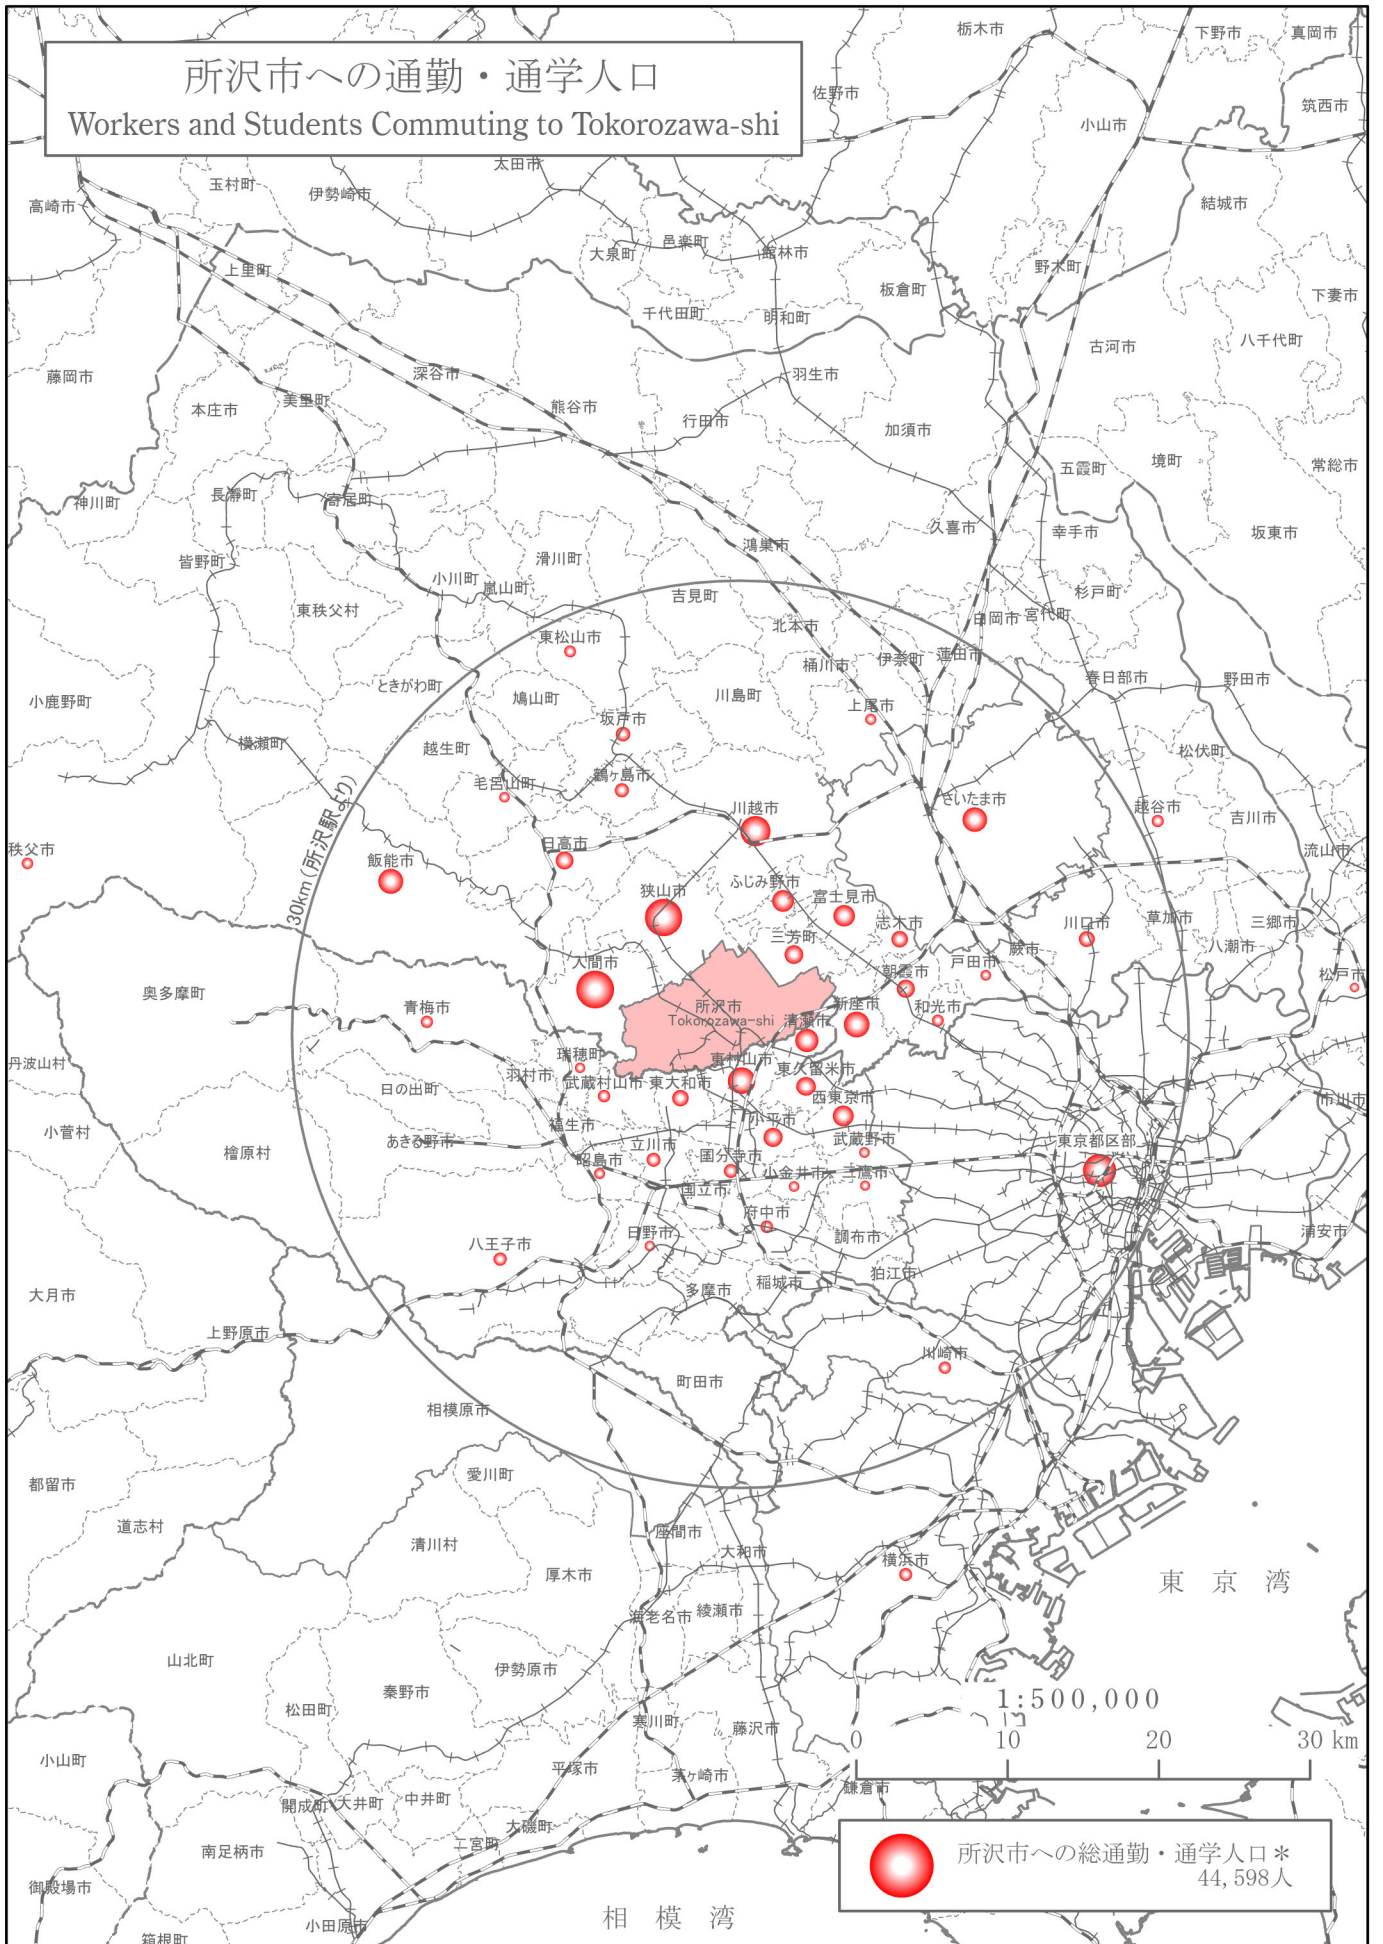 所沢市への通勤・通学人口
Workers and Students Commuting to Tokorozawa-shi
栃木市
下野市
真岡市
佐野市
筑西市
小山市
太田市
玉村町
伊勢崎市
高崎市
結城市
邑楽町
大泉町
館林市
上里町
野木町
板倉町
下妻市
千代田町
明和町
古河市
八千代町
藤岡市
深谷市
羽生市
美里町
本庄市
熊谷市
行田市
加須市
五霞町
境町
常総市
長瀞町
寄居町
神川町
久喜市
幸手市
坂東市
鴻巣市
皆野町
滑川町
小川町
嵐山町
吉見町
杉戸町
東秩父村
北本市
白岡市
宮代町
東松山市
桶川市
伊奈町
蓮田市
ときがわ町
春日部市
野田市
小鹿野町
鳩山町
川島町
上尾市
坂戸市
横瀬町
越生町
松伏町
鶴ヶ島市
毛呂山町
川越市
さいたま市
越谷市
吉川市
秩父市
日高市
流山市
飯能市
30km(所沢駅より)
ふじみ野市
狭山市
富士見市
志木市
川口市
草加市
三郷市
三芳町
蕨市
八潮市
入間市
朝霞市
戸田市
松戸市
奥多摩町
青梅市
所沢市
Tokorozawa-shi
清瀬市
新座市
和光市
丹波山村
瑞穂町
東村山市
東久留米市
羽村市
武蔵村山市
東大和市
日の出町
西東京市
市川市
小菅村
福生市
小平市
あきる野市
武蔵野市
東京都区部
檜原村
立川市
国分寺市
昭島市
小金井市
三鷹市
国立市
府中市
日野市
調布市
浦安市
八王子市
狛江市
稲城市
多摩市
大月市
上野原市
川崎市
町田市
相模原市
愛川町
都留市
道志村
座間市
清川村
大和市
厚木市
横浜市
東京湾
海老名市
綾瀬市
山北町
伊勢原市
秦野市
松田町
1:500,000
寒川町
藤沢市
0 10 20 30 km
小山町
平塚市
茅ヶ崎市
鎌倉市
開成町
大井町
中井町
大磯町
二宮町
南足柄市
所沢市への総通勤・通学人口＊
44,598人
御殿場市
小田原市
相模湾
箱根町